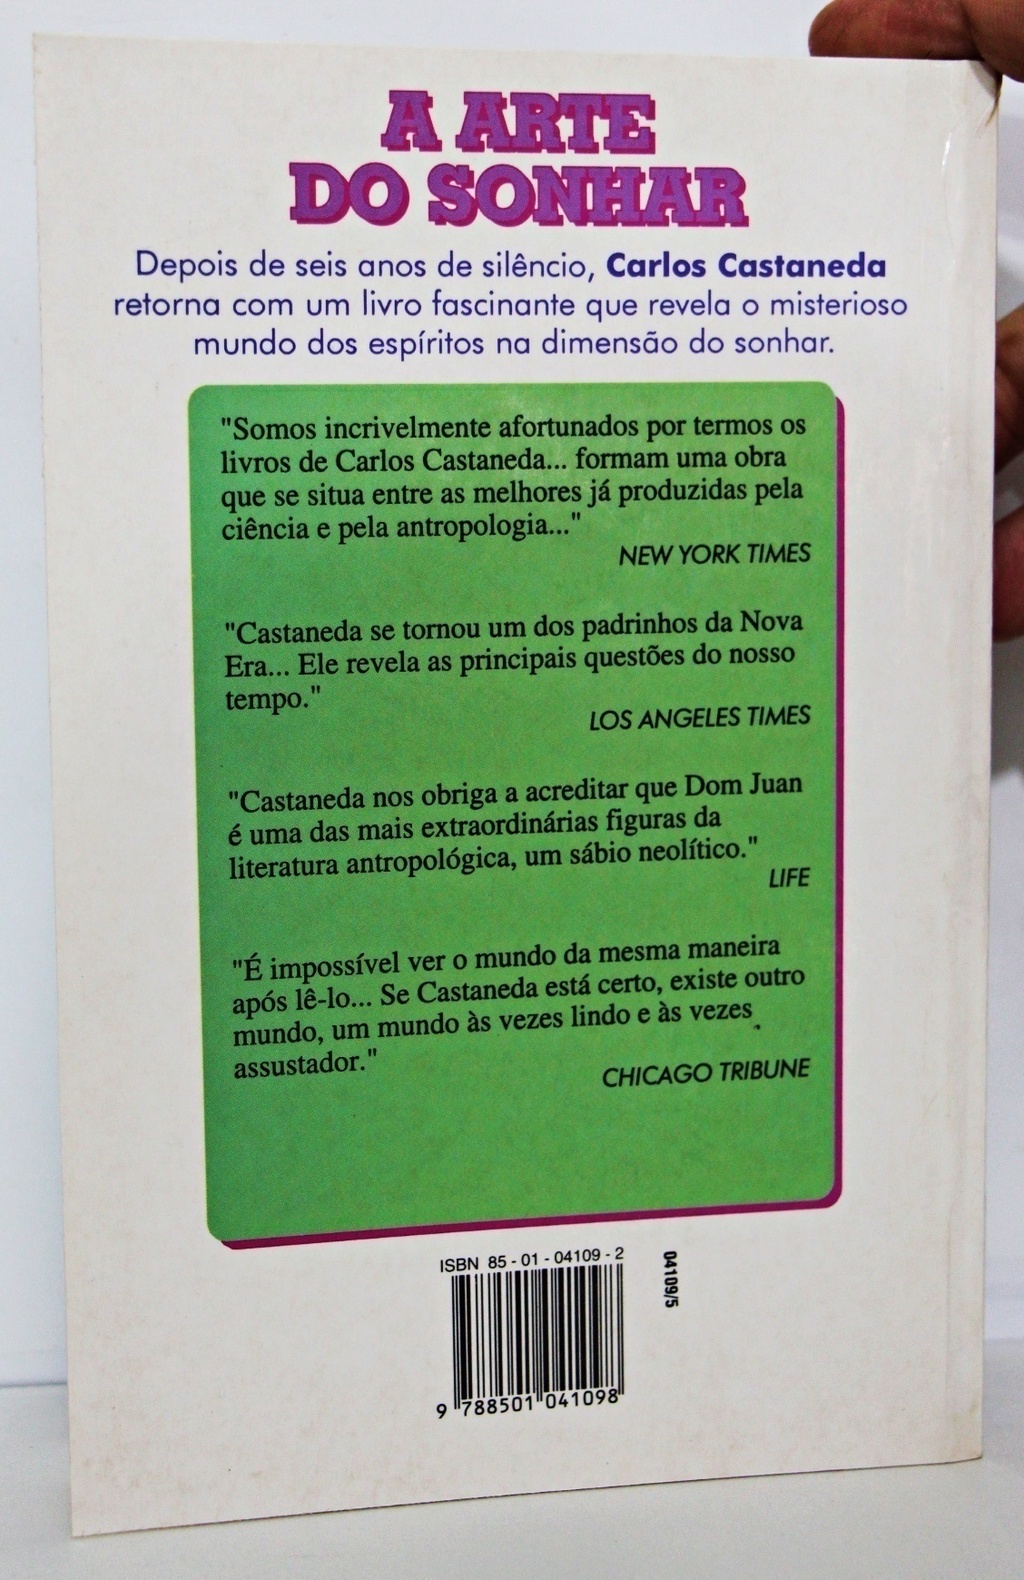 A ARTE
DO SONHAR
Depois de seis anos de silêncio, Carlos Castaneda
retorna com um livro fascinante que revela o misterioso
mundo dos espíritos na dimensão do sonhar.
"Somos incrivelmente afortunados por termos os
livros de Carlos Castaneda... formam uma obra
que se situa entre as melhores já produzidas pela
ciência e pela antropologia..."
NEW YORK TIMES
"Castaneda se tornou um dos padrinhos da Nova
Era... Ele revela as principais questões do nosso
tempo."
LOS ANGELES TIMES
"Castaneda nos obriga a acreditar que Dom Juan
é uma das mais extraordinárias figuras da
literatura antropológica, um sábio neolítico."
LIFE
"É impossível ver o mundo da mesma maneira
após lê-lo... Se Castaneda está certo, existe outro
mundo, um mundo às vezes lindo e às vezes
assustador."
CHICAGO TRIBUNE
ISBN 85-01-04109-2
04109/5
9 788501 041098